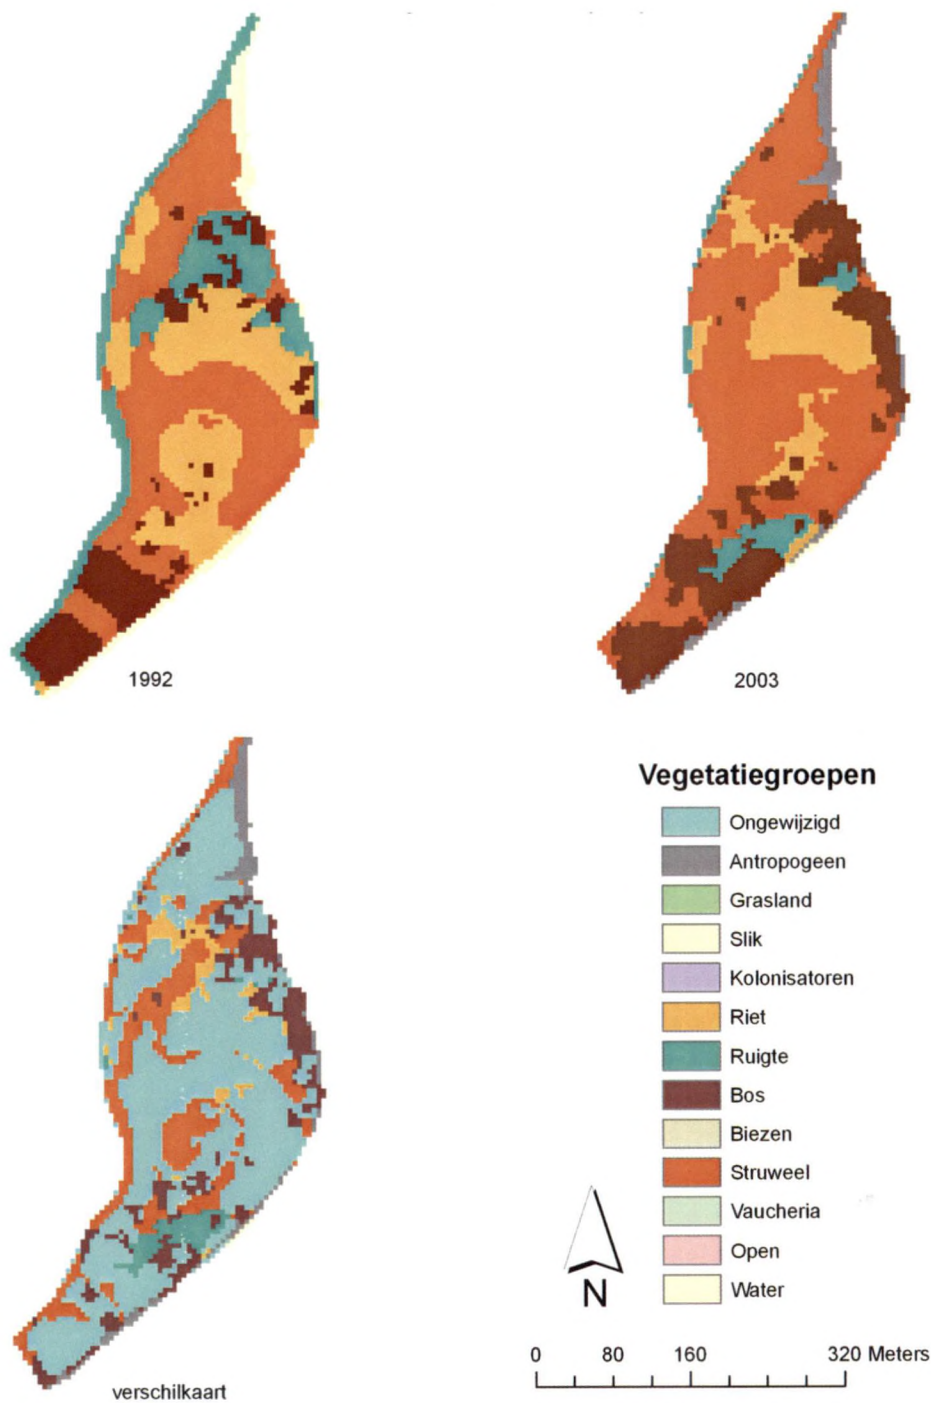 1992
2003
verschilkaart
Vegetatiegroepen
Ongewijzigd
Antropogeen
Grasland
Slik
Kolonisatoren
Riet
Ruigte
Bos
Biezen
Struweel
Vaucheria
Open
Water
N
0 80 160 320 Meters